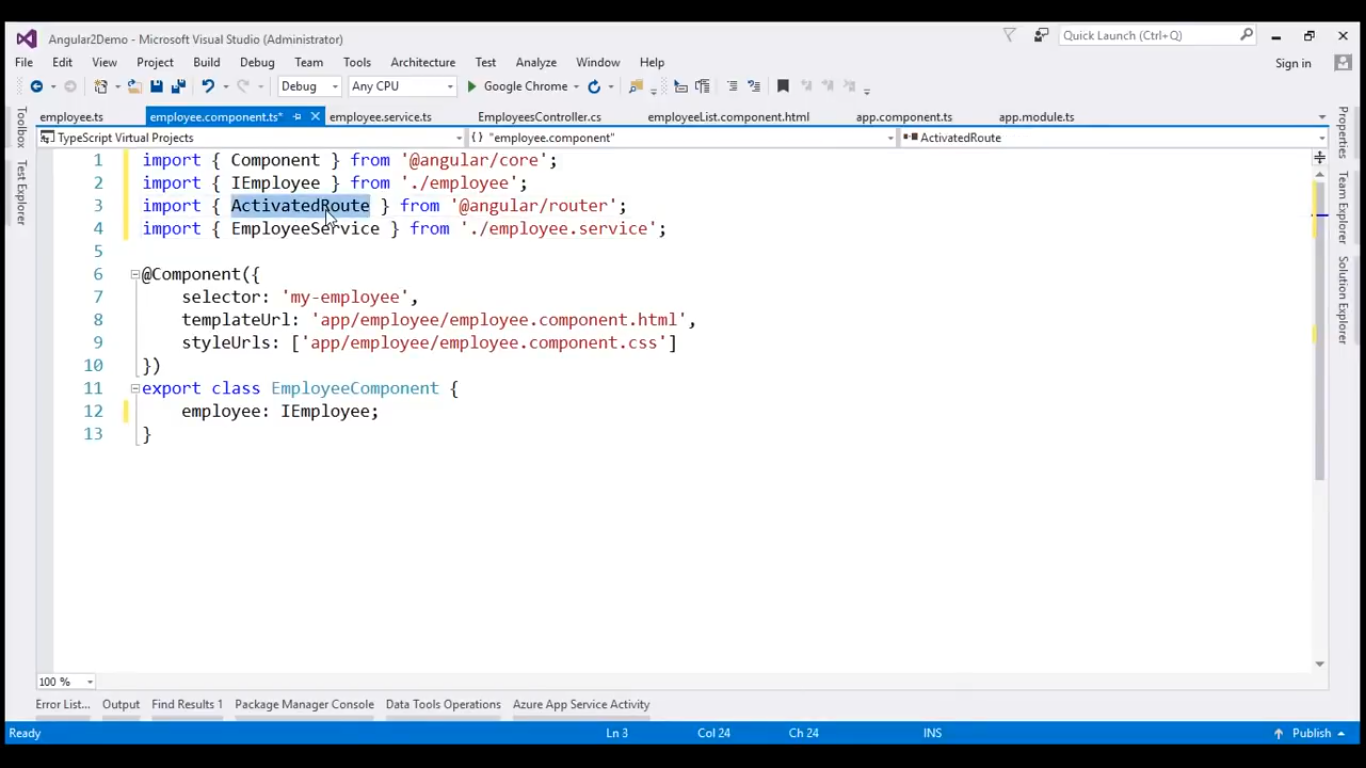 Angular2Demo - Microsoft Visual Studio (Administrator)
Quick Launch (Ctrl+Q)
File Edit View Project Build Debug Team Tools Architecture Test Analyze Window Help
Sign in
Debug Any CPU Google Chrome
employee.ts employee.component.ts* employee.service.ts EmployeesController.cs employeeList.component.html app.component.ts app.module.ts
TypeScript Virtual Projects {} "employee.component" ActivatedRoute
Toolbox
Test Explorer
1 import { Component } from '@angular/core';
2 import { IEmployee } from './employee';
3 import { ActivatedRoute } from '@angular/router';
4 import { EmployeeService } from './employee.service';
5
6 @Component({
7 selector: 'my-employee',
8 templateUrl: 'app/employee/employee.component.html',
9 styleUrls: ['app/employee/employee.component.css']
10 })
11 export class EmployeeComponent {
12 employee: IEmployee;
13 }
Properties
Team Explorer
Solution Explorer
100 %
Error List... Output Find Results 1 Package Manager Console Data Tools Operations Azure App Service Activity
Ready Ln 3 Col 24 Ch 24 INS Publish